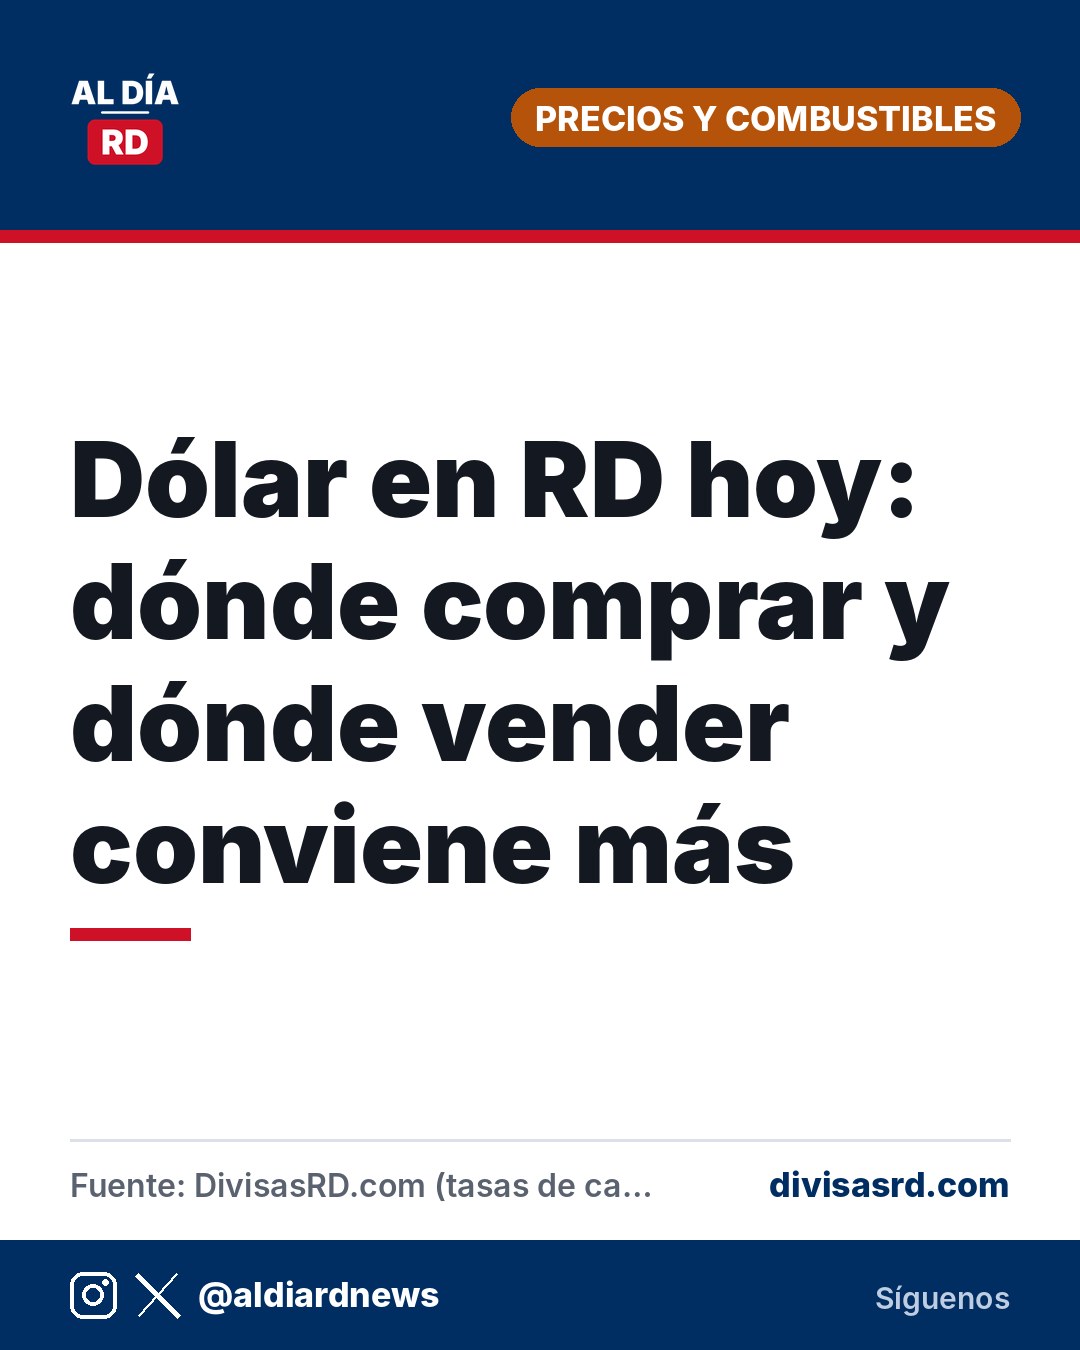 AL DÍA
RD
PRECIOS Y COMBUSTIBLES
Dólar en RD hoy:
dónde comprar y
dónde vender
conviene más
Fuente: DivisasRD.com (tasas de ca...
divisasrd.com
@aldiardnews
Síguenos